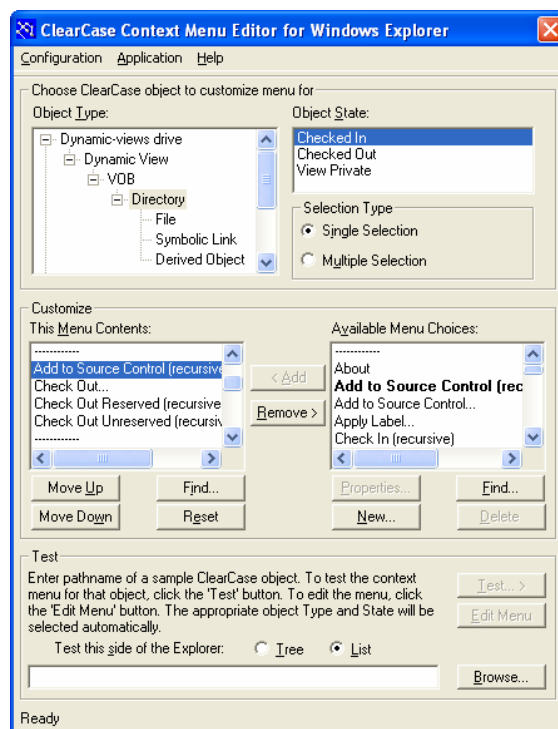 ClearCase Context Menu Editor for Windows Explorer
Configuration Application Help
Choose ClearCase object to customize menu for
Object Type:
Object State:
Dynamic-views drive
Dynamic View
VOB
Directory
File
Symbolic Link
Derived Object
Checked In
Checked Out
View Private
Selection Type
Single Selection
Multiple Selection
Customize
This Menu Contents:
Available Menu Choices:
------------
Add to Source Control (recursive
Check Out...
Check Out Reserved (recursive
Check Out Unreserved (recursiv
------------
< Add
Remove >
------------
About
Add to Source Control (rec
Add to Source Control...
Apply Label...
Check In (recursive)
Move Up
Find...
Properties...
Find...
Move Down
Reset
New...
Delete
Test
Enter pathname of a sample ClearCase object. To test the context
menu for that object, click the 'Test' button. To edit the menu, click
the 'Edit Menu' button. The appropriate object Type and State will be
selected automatically.
Test... >
Edit Menu
Test this side of the Explorer: Tree List
Browse...
Ready